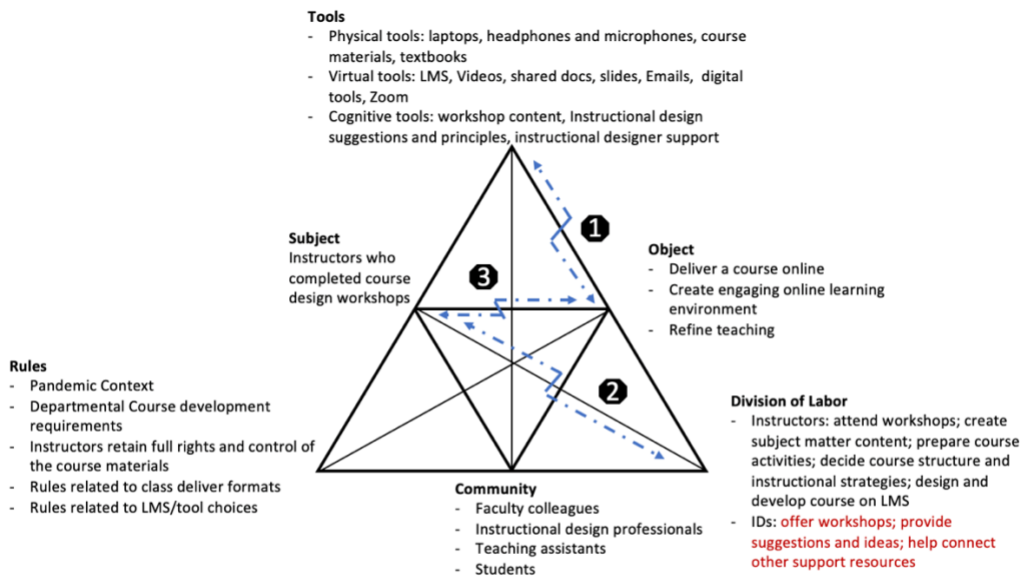 Tools
- Physical tools: laptops, headphones and microphones, course
materials, textbooks
- Virtual tools: LMS, Videos, shared docs, slides, Emails, digital
tools, Zoom
- Cognitive tools: workshop content, Instructional design
suggestions and principles, instructional designer support
1
Subject
Instructors who
completed course
design workshops
3
Object
- Deliver a course online
- Create engaging online learning
environment
- Refine teaching
Rules
- Pandemic Context
- Departmental Course development
requirements
- Instructors retain full rights and control of
the course materials
- Rules related to class deliver formats
- Rules related to LMS/tool choices
2
Division of Labor
- Instructors: attend workshops; create
subject matter content; prepare course
activities; decide course structure and
instructional strategies; design and
develop course on LMS
- IDs: offer workshops; provide
suggestions and ideas; help connect
other support resources
Community
- Faculty colleagues
- Instructional design professionals
- Teaching assistants
- Students